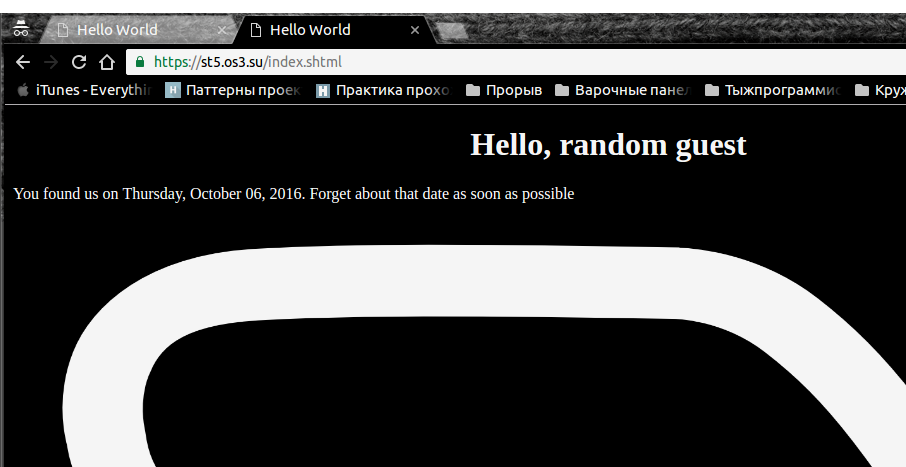 Hello World Hello World
https://st5.os3.su/index.shtml
iTunes - Everythin Паттерны проек Практика прохо Прорыв Варочные панел Тыжпрограммис Круж
Hello, random guest
You found us on Thursday, October 06, 2016. Forget about that date as soon as possible